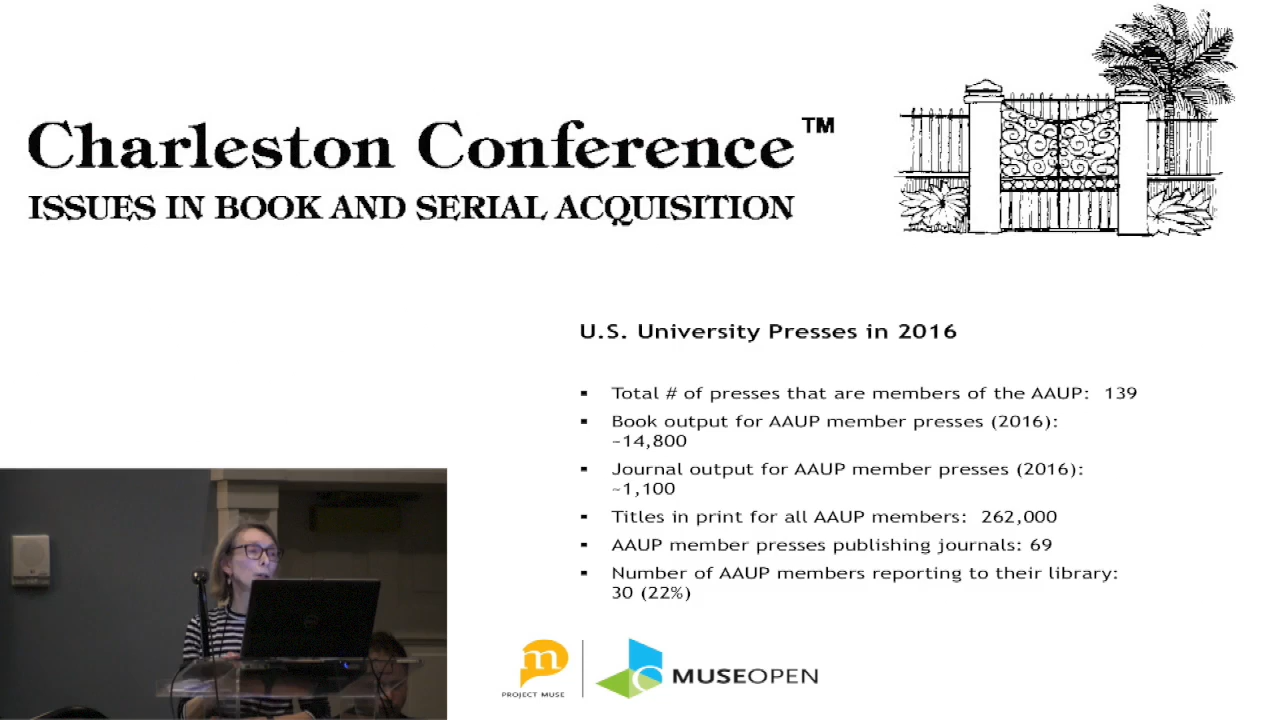 Charleston Conference™
ISSUES IN BOOK AND SERIAL ACQUISITION
U.S. University Presses in 2016
▪ Total # of presses that are members of the AAUP: 139
▪ Book output for AAUP member presses (2016):
~14,800
▪ Journal output for AAUP member presses (2016):
~1,100
▪ Titles in print for all AAUP members: 262,000
▪ AAUP member presses publishing journals: 69
▪ Number of AAUP members reporting to their library:
30 (22%)
m
PROJECT MUSE
MUSEOPEN
DELL